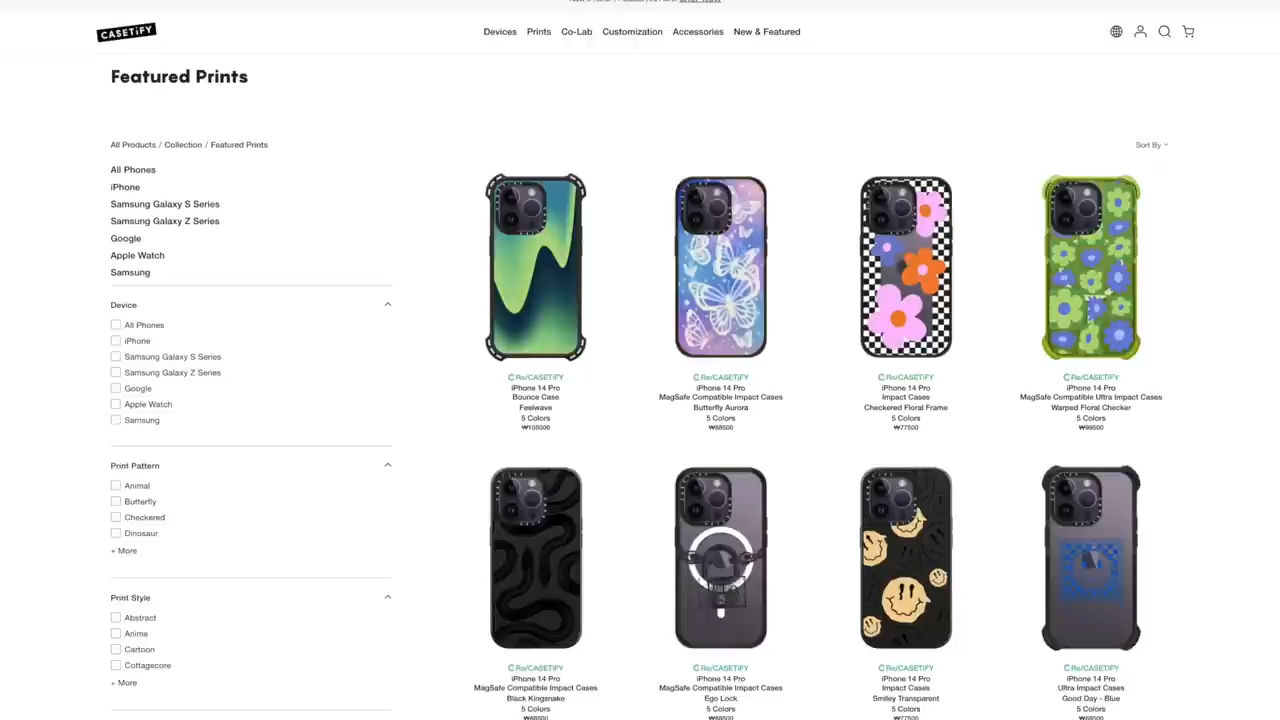 CASETiFY
Devices Prints Co-Lab Customization Accessories New & Featured
Featured Prints
All Products / Collection / Featured Prints
Sort By
All Phones
iPhone
Samsung Galaxy S Series
Samsung Galaxy Z Series
Google
Apple Watch
Samsung
Device
All Phones
iPhone
Samsung Galaxy S Series
Samsung Galaxy Z Series
Google
Apple Watch
Samsung
Print Pattern
Animal
Butterfly
Checkered
Dinosaur
+ More
Print Style
Abstract
Anime
Cartoon
Cottagecore
+ More
Re/CASETiFY
iPhone 14 Pro
Bounce Case
Feelwave
5 Colors
₩105000
Re/CASETiFY
iPhone 14 Pro
MagSafe Compatible Impact Cases
Butterfly Aurora
5 Colors
Re/CASETiFY
iPhone 14 Pro
Impact Cases
Checkered Floral Frame
5 Colors
₩77500
Re/CASETiFY
iPhone 14 Pro
MagSafe Compatible Ultra Impact Cases
Warped Floral Checker
5 Colors
₩99500
Re/CASETiFY
iPhone 14 Pro
MagSafe Compatible Impact Cases
Black Kingsnake
5 Colors
Re/CASETiFY
iPhone 14 Pro
MagSafe Compatible Impact Cases
Ego Lock
5 Colors
Re/CASETiFY
iPhone 14 Pro
Impact Cases
Smiley Transparent
5 Colors
₩77500
Re/CASETiFY
iPhone 14 Pro
Ultra Impact Cases
Good Day - Blue
5 Colors